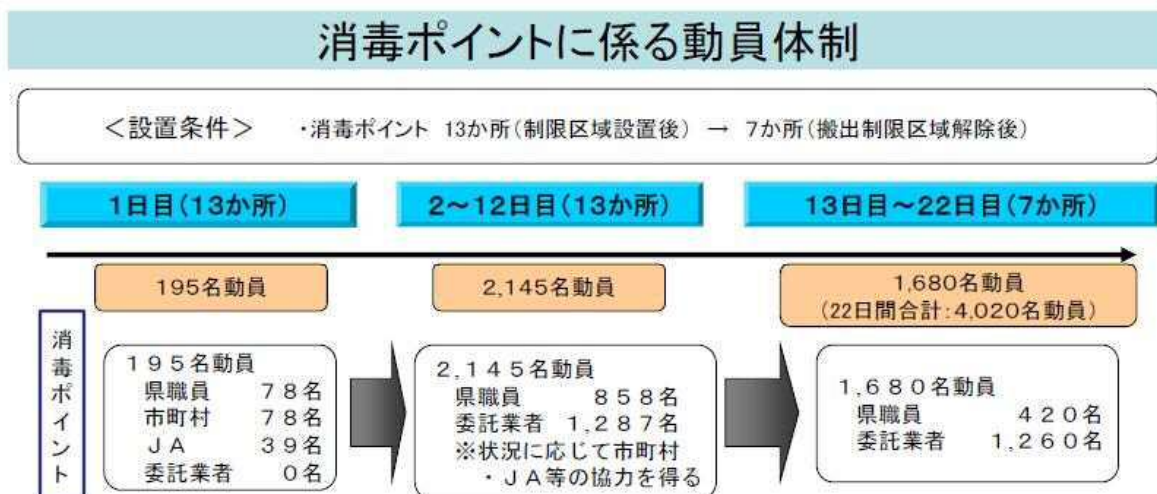 消毒ポイントに係る動員体制
＜設置条件＞ ・消毒ポイント 13か所（制限区域設置後） → 7か所（搬出制限区域解除後）
1日目（13か所）
2～12日目（13か所）
13日目～22日目（7か所）
195名動員
2,145名動員
1,680名動員
（22日間合計：4,020名動員）
消毒ポイント
１９５名動員
県職員 ７８名
市町村 ７８名
ＪＡ ３９名
委託業者 ０名
２,１４５名動員
県職員 ８５８名
委託業者 １,２８７名
※状況に応じて市町村
・ＪＡ等の協力を得る
１,６８０名動員
県職員 ４２０名
委託業者 １,２６０名